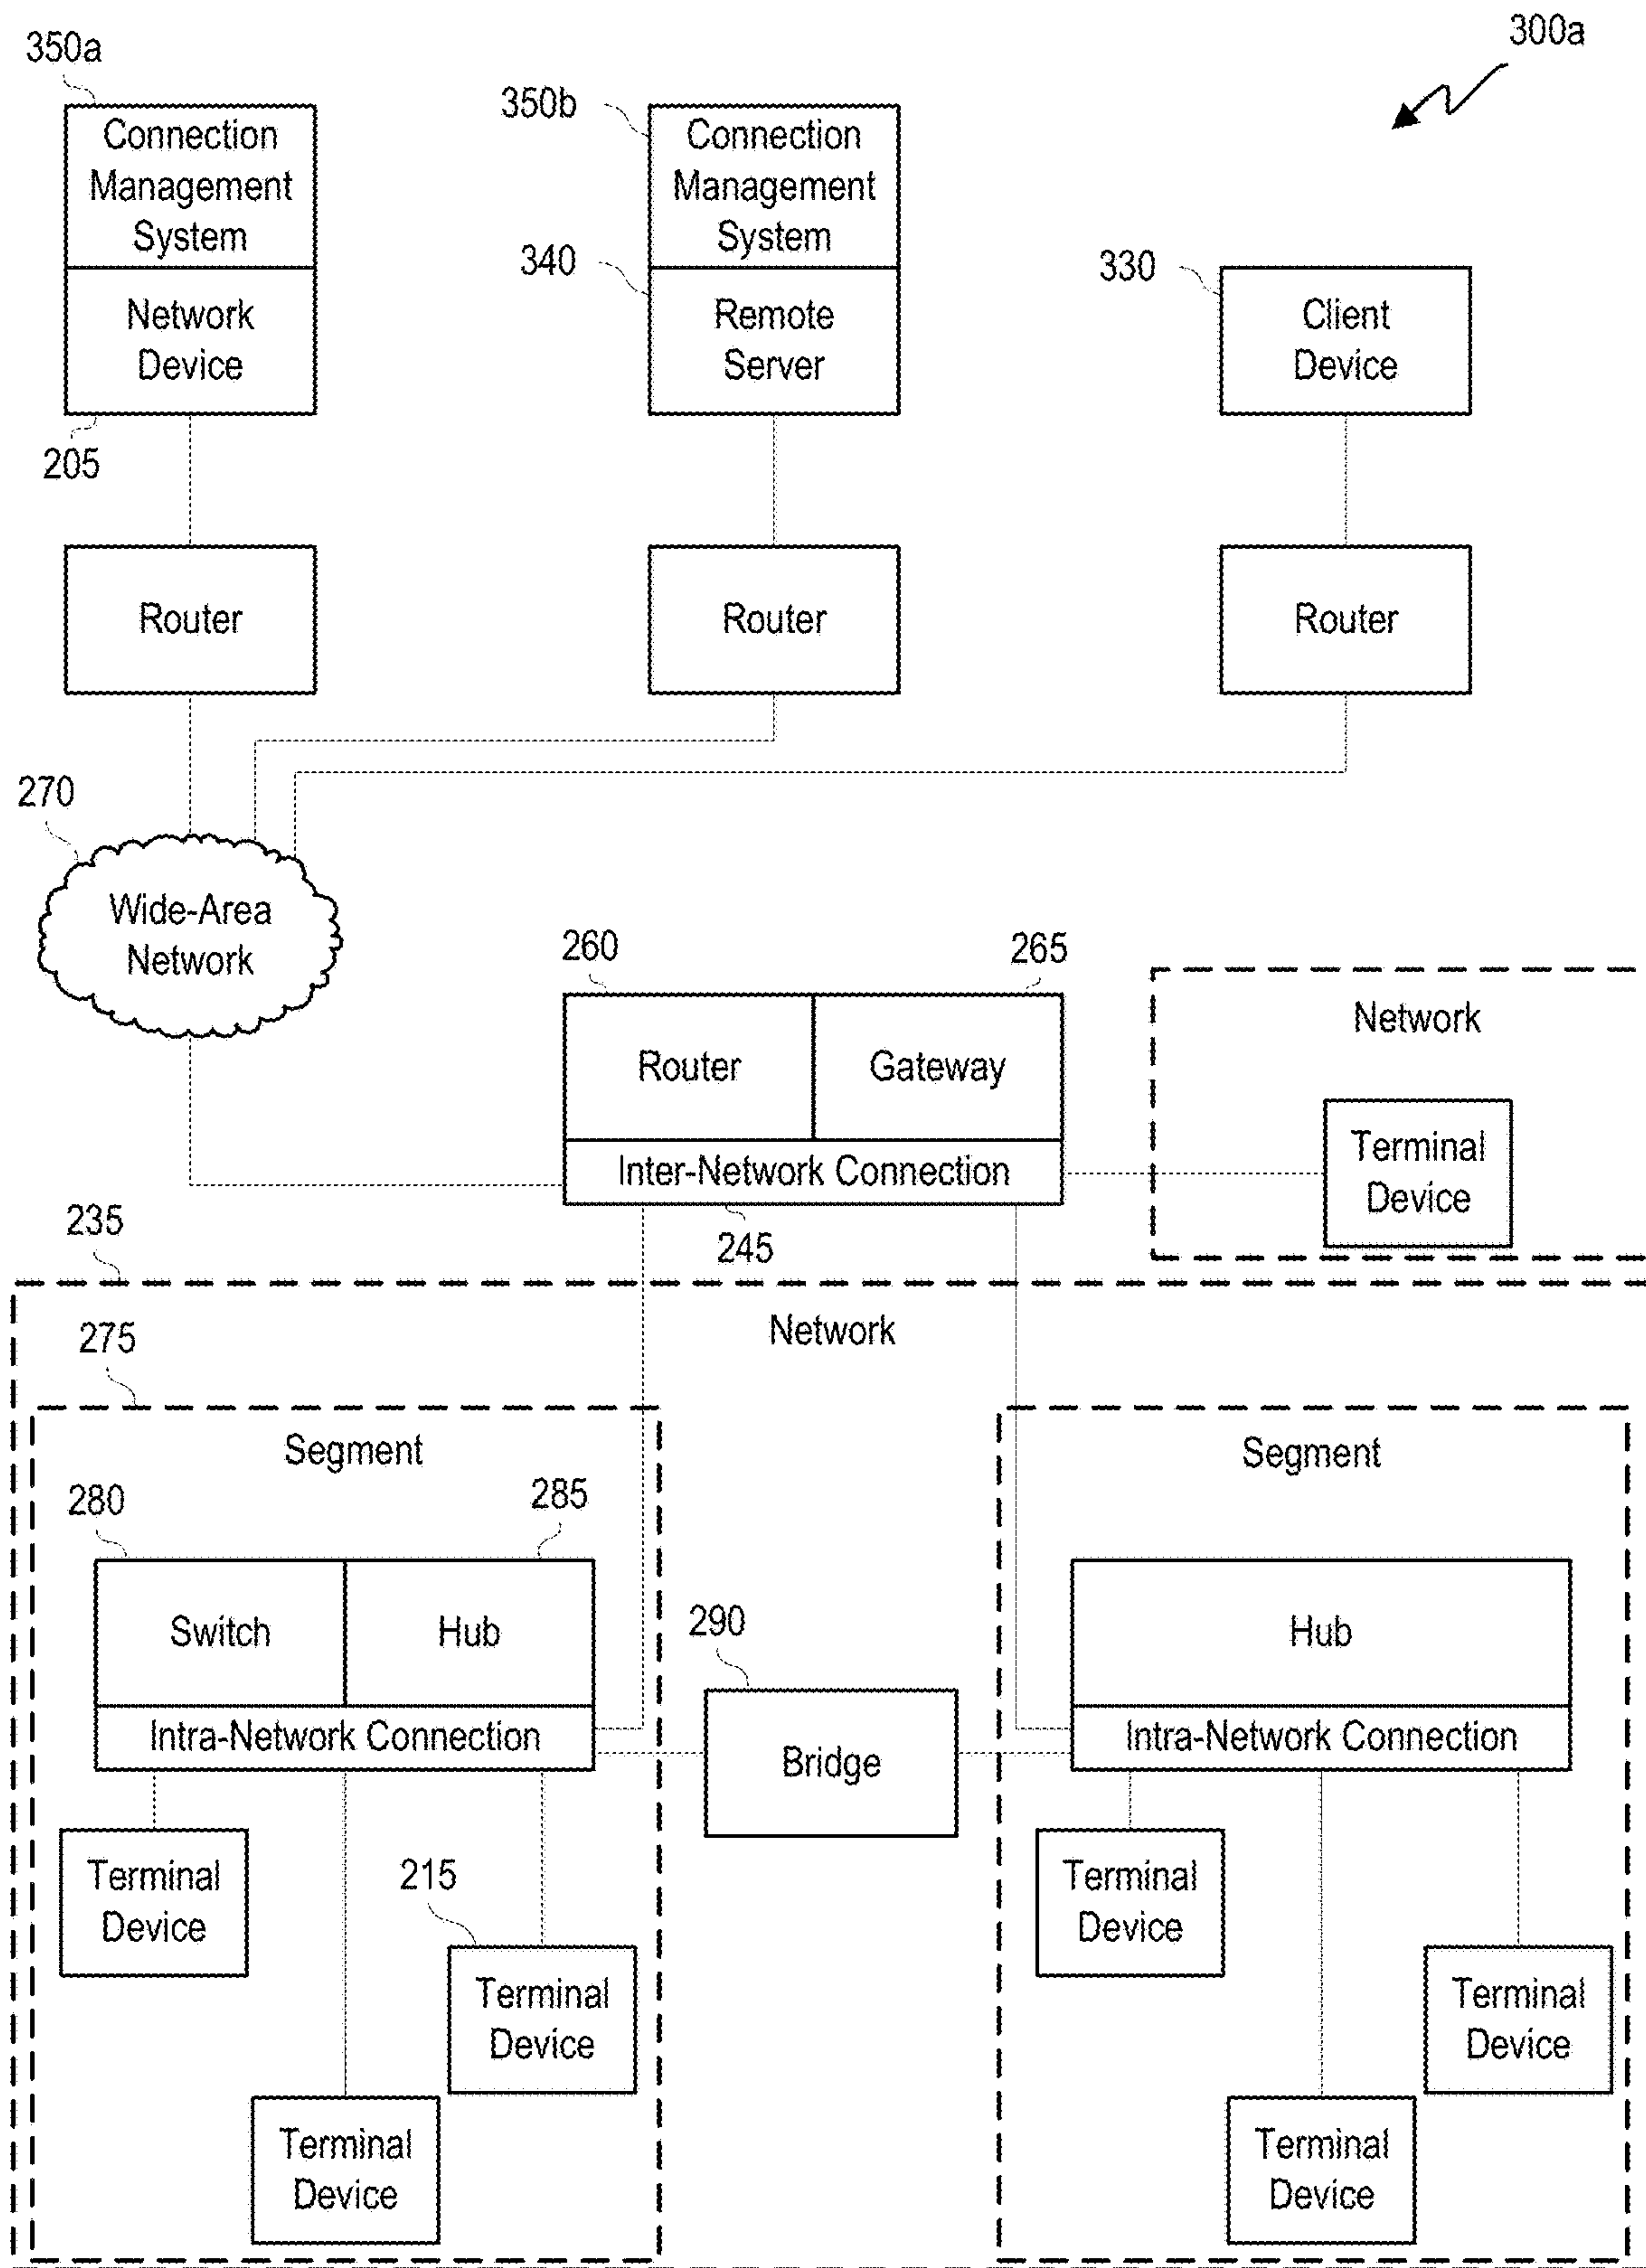 300a
350a
Connection
Management
System
Network
Device
205
350b
Connection
Management
System
340
Remote
Server
330
Client
Device
Router
Router
Router
270
Wide-Area
Network
260
265
Router
Gateway
Inter-Network Connection
245
Network
Terminal
Device
235
Network
275
Segment
280
285
Switch
Hub
Intra-Network Connection
Terminal
Device
215
Terminal
Device
Terminal
Device
290
Bridge
Segment
Hub
Intra-Network Connection
Terminal
Device
Terminal
Device
Terminal
Device